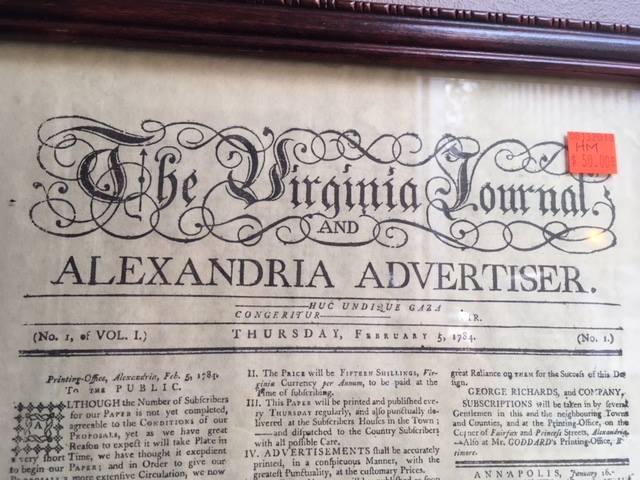 The Virginia Journal.
AND
ALEXANDRIA ADVERTISER.
HM
$ 50.00
HUC UNDIQUE GAZA
CONGERITUR
IR.
(No. 1, of VOL. I.)
THURSDAY, FEBRUARY 5, 1784.
(No. 1.)
Printing-Office, Alexandria, Feb. 5, 1784.
To THE PUBLIC.
ALTHOUGH the Number of Subscribers
for our PAPER is not yet completed,
agreeable to the CONDITIONS of our
PROPOSALS, yet as we have great
Reason to expect it will take Place in
a very short Time, we have thought it expedient
to begin our PAPER; and in Order to give our
a more extensive Circulation, we now
II. The PRICE will be FIFTEEN SHILLINGS, Vir-
ginia Currency per Annum, to be paid at the
Time of subscribing.
III. This PAPER will be printed and published eve-
ry THURSDAY regularly, and also punctually de-
livered at the Subscribers Houses in the Town;
—and dispatched to the Country Subscribers
with all possible Care.
IV. ADVERTISEMENTS shall be accurately
printed, in a conspicuous Manner, with the
greatest Punctuality, at the customary Prices.
great Reliance on THEM for the Success of this De-
sign.
GEORGE RICHARDS, and COMPANY.
SUBSCRIPTIONS will be taken by several
Gentlemen in this and the neighbouring Towns
and Counties, and at the Printing-Office, on the
Corner of Fairfax and Princess Streets, Alexandria.
—Also at Mr. GODDARD's Printing-Office, B
timore.
ANNAPOLIS, January 16.